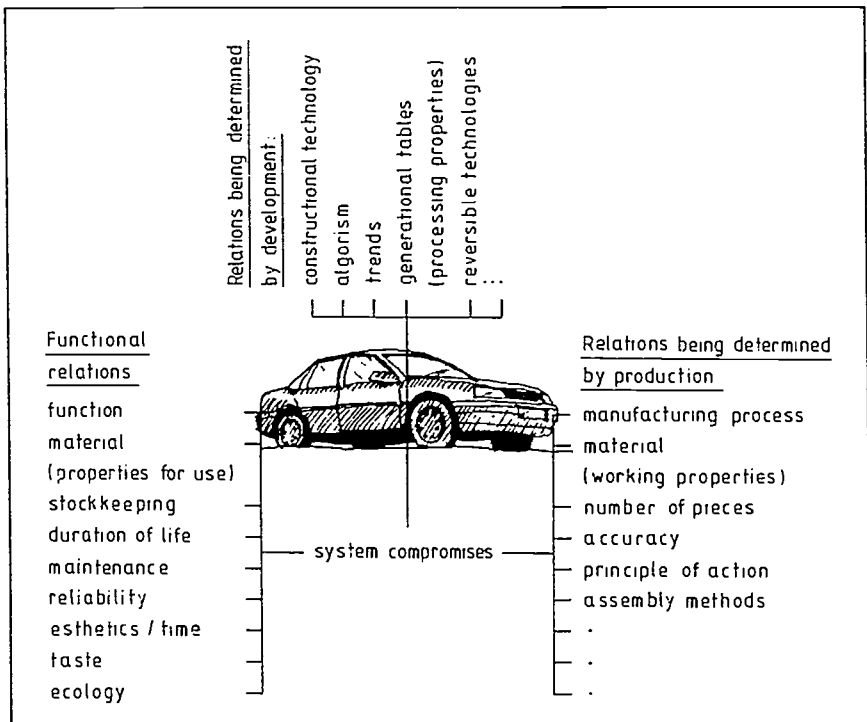 Relations being determined
by development:
constructional technology
algorism
trends
generational tables
(processing properties)
reversible technologies
...
Functional
relations
function
material
(properties for use)
stockkeeping
duration of life
maintenance
reliability
esthetics / time
taste
ecology
system compromises
Relations being determined
by production
manufacturing process
material
(working properties)
number of pieces
accuracy
principle of action
assembly methods
.
.
.